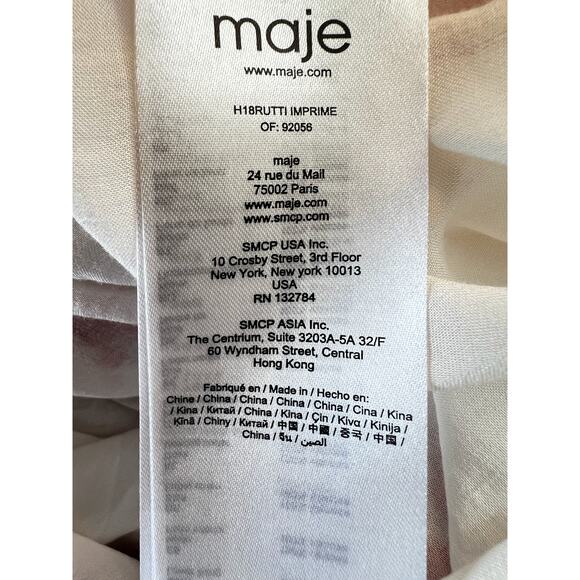 maje
www.maje.com
H18RUTTI IMPRIME
OF: 92056
maje
24 rue du Mail
75002 Paris
www.maje.com
www.smcp.com
SMCP USA Inc.
10 Crosby Street, 3rd Floor
New York, New york 10013
USA
RN 132784
SMCP ASIA Inc.
The Centrium, Suite 3203A-5A 32/F
60 Wyndham Street, Central
Hong Kong
Fabriqué en / Made in / Hecho en:
Chine / China / China / China / China / China / Cina / Kina
/ Kina / Китай / China / Kina / Çin / Κίνα / Kina / Kinija /
Ķīnā / Chiny / Китай / 中国 / 中國 / 중국 / 中国 /
China / จีน / الصين